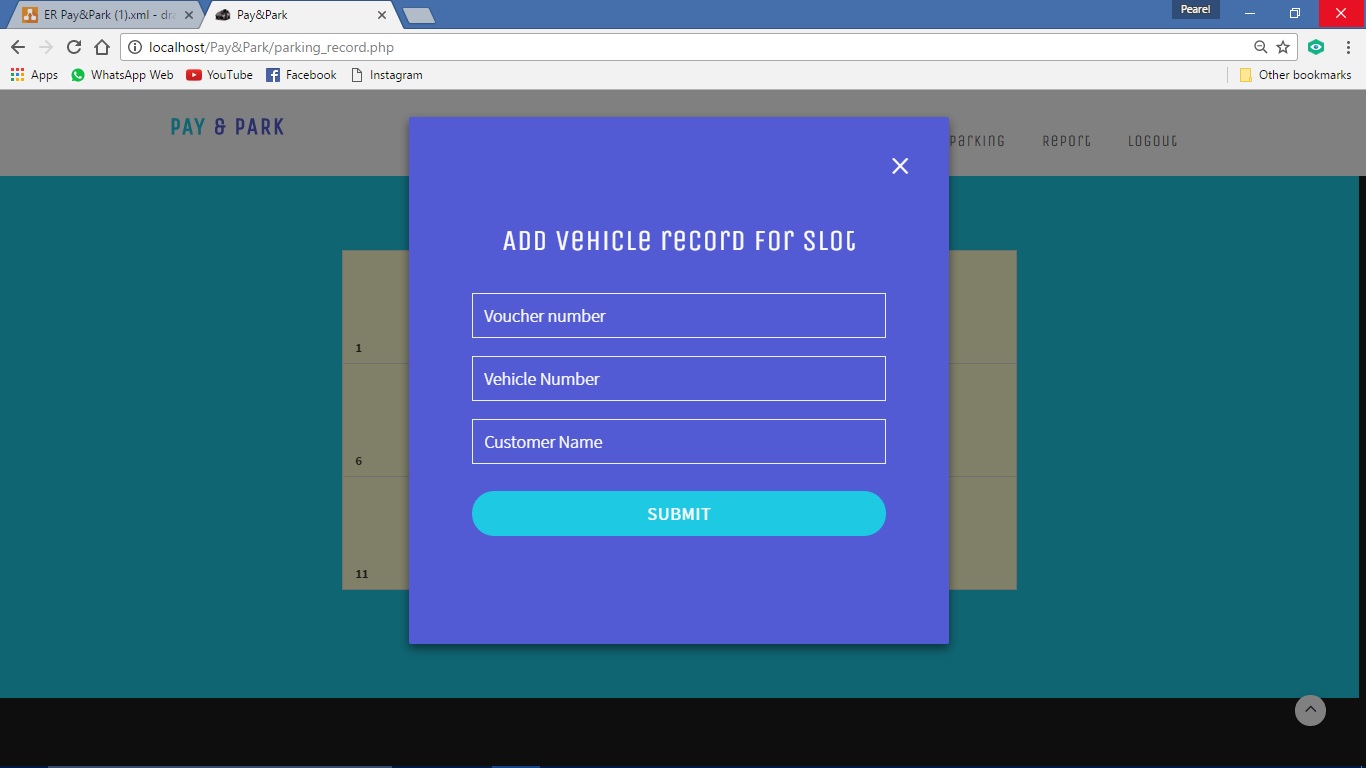 ER Pay&Park (1).xml - dra
Pay&Park
Pearel
localhost/Pay&Park/parking_record.php
Apps
WhatsApp Web
YouTube
Facebook
Instagram
Other bookmarks
PAY & PARK
Parking
Report
Logout
Add Vehicle record For Slot
Voucher number
1
Vehicle Number
Customer Name
6
SUBMIT
11